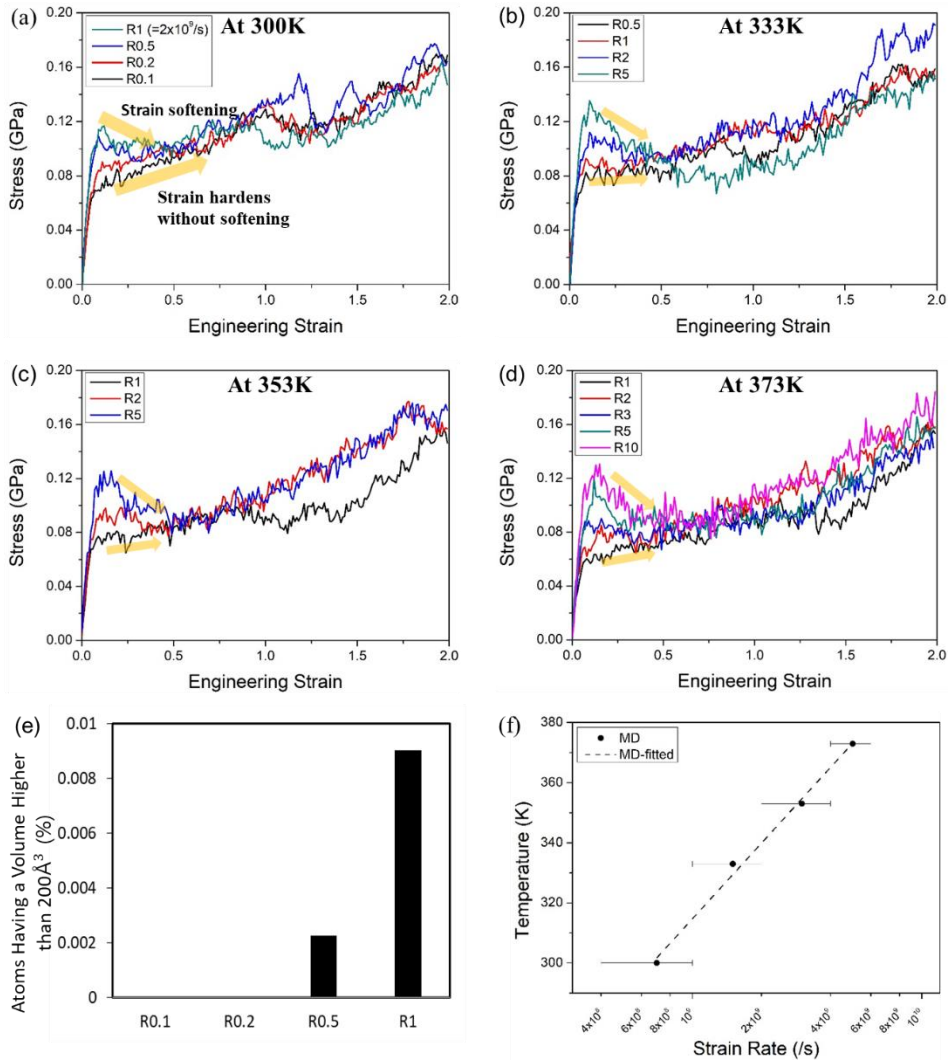 (a)
At 300K
R1 (=2x10⁹/s)
R0.5
R0.2
R0.1
Strain softening
Strain hardens
without softening
0.20
0.16
0.12
0.08
0.04
0.00
Stress (GPa)
0.0 0.5 1.0 1.5 2.0
Engineering Strain
(b)
At 333K
R0.5
R1
R2
R5
0.20
0.16
0.12
0.08
0.04
0.00
Stress (GPa)
0.0 0.5 1.0 1.5 2.0
Engineering Strain
(c)
At 353K
R1
R2
R5
0.20
0.16
0.12
0.08
0.04
0.00
Stress (GPa)
0.0 0.5 1.0 1.5 2.0
Engineering Strain
(d)
At 373K
R1
R2
R3
R5
R10
0.20
0.16
0.12
0.08
0.04
0.00
Stress (GPa)
0.0 0.5 1.0 1.5 2.0
Engineering Strain
(e)
Atoms Having a Volume Higher
than 200Å³ (%)
0.01
0.008
0.006
0.004
0.002
0
R0.1 R0.2 R0.5 R1
(f)
MD
MD-fitted
380
360
340
320
300
Temperature (K)
2x10⁹ 4x10⁹ 6x10⁹ 8x10⁹ 10¹⁰
Strain Rate (/s)